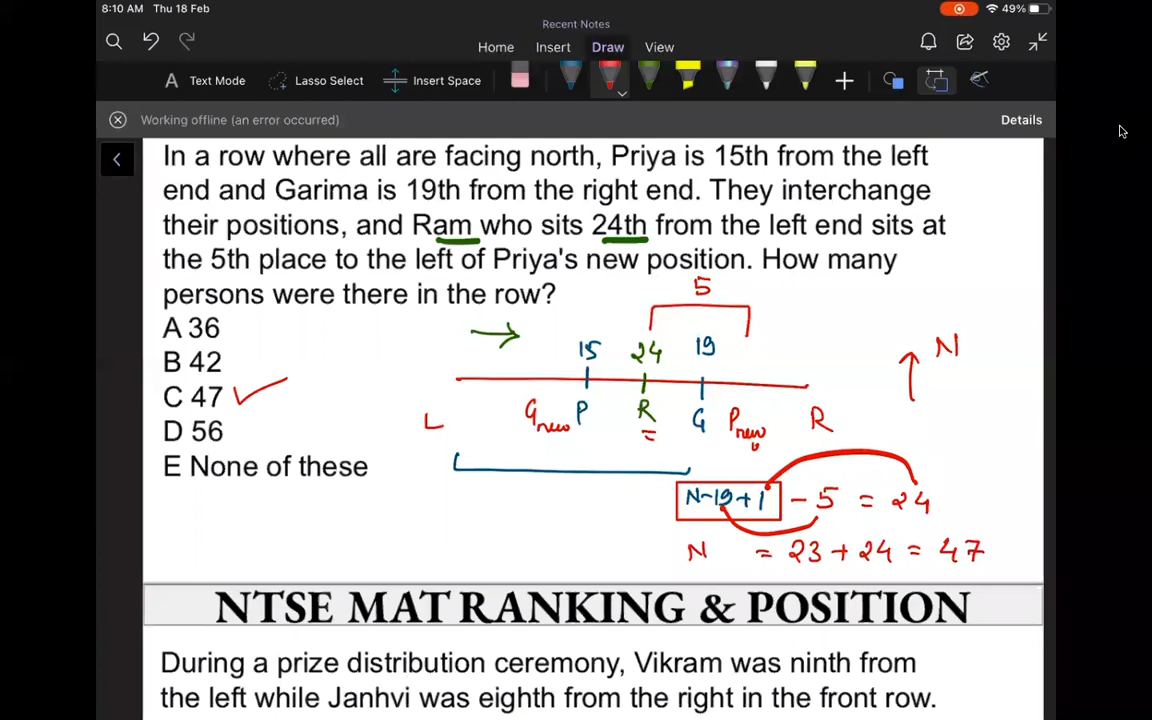 8:10 AM Thu 18 Feb
49%
Recent Notes
Home Insert Draw View
Text Mode Lasso Select Insert Space
Working offline (an error occurred)
Details
In a row where all are facing north, Priya is 15th from the left
end and Garima is 19th from the right end. They interchange
their positions, and Ram who sits 24th from the left end sits at
the 5th place to the left of Priya's new position. How many
persons were there in the row?
5
A 36
B 42
C 47
D 56
E None of these
15 24 19
N
L
Gnew P R G Pnew R
N-19+1 - 5 = 24
N = 23 + 24 = 47
NTSE MAT RANKING & POSITION
During a prize distribution ceremony, Vikram was ninth from
the left while Janhvi was eighth from the right in the front row.